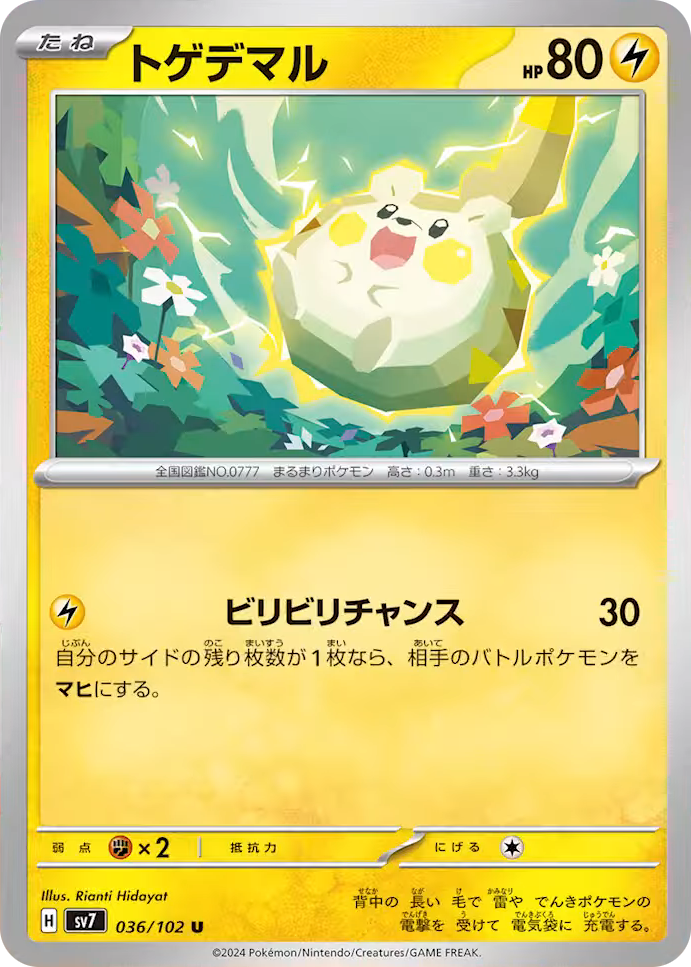 たね トゲデマル HP80
全国図鑑NO.0777 まるまりポケモン 高さ:0.3m 重さ:3.3kg
ビリビリチャンス 30
自分のサイドの残り枚数が1枚なら、相手のバトルポケモンを
マヒにする。
弱点 ×2 抵抗力 にげる
Illus. Rianti Hidayat
背中の 長い 毛で 雷や でんきポケモンの
電撃を 受けて 電気袋に 充電する。
H sv7 036/102 U
©2024 Pokémon/Nintendo/Creatures/GAME FREAK.